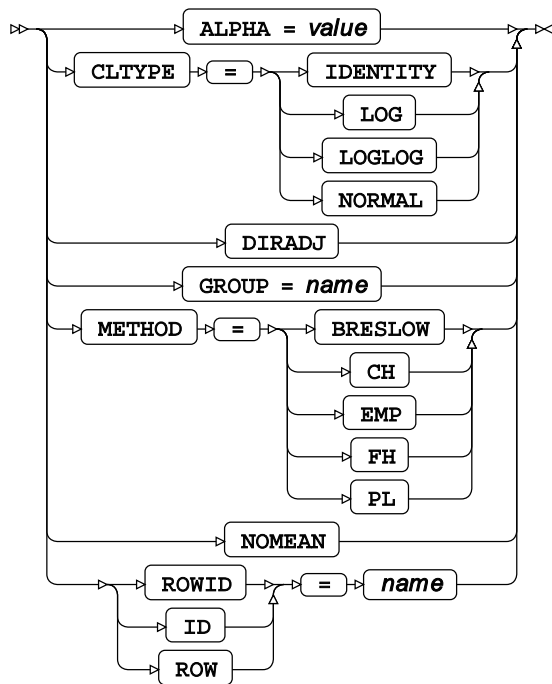 ALPHA = value
CLTYPE = IDENTITY
LOG
LOGLOG
NORMAL
DIRADJ
GROUP = name
METHOD = BRESLOW
CH
EMP
FH
PL
NOMEAN
ROWID = name
ID
ROW